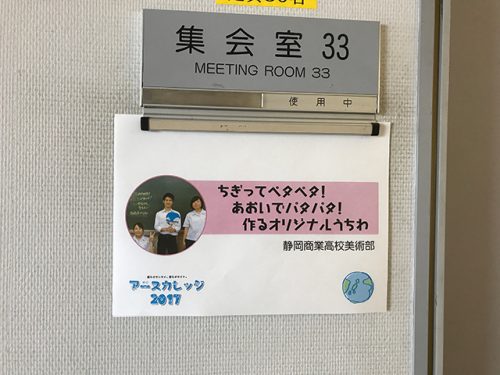 集会室 33
MEETING ROOM 33
使用中
ちぎってペタペタ!
あおいでパタパタ!
作るオリジナルうちわ
静岡商業高校美術部
アースカレッジ
2017